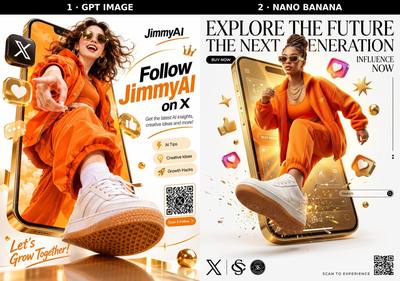 1 · GPT IMAGE
JimmyAI
Follow
JimmyAI
on X
Get the latest AI insights,
creative ideas and more!
AI Tips
Creative Ideas
Growth Hacks
Let's
Grow Together!
2 · NANO BANANA
EXPLORE THE FUTURE
THE NEXT GENERATION
BUY NOW
INFLUENCE
NOW
SCAN TO EXPERIENCE